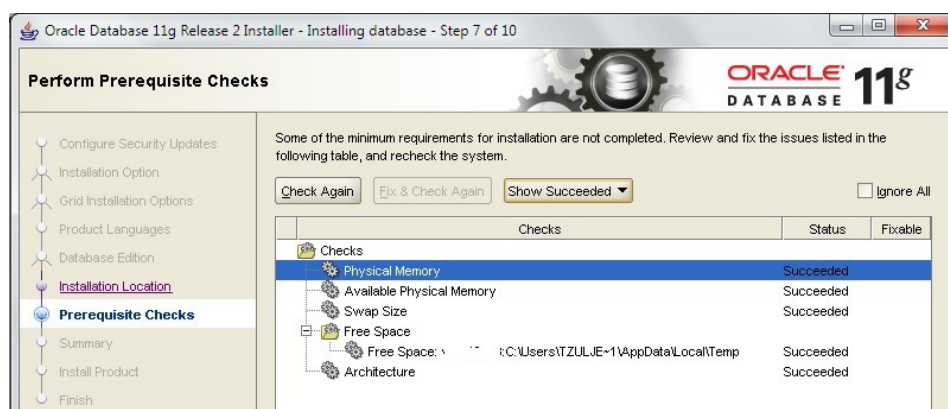 Oracle Database 11g Release 2 Installer - Installing database - Step 7 of 10
Perform Prerequisite Checks
ORACLE 11g
DATABASE
Configure Security Updates
Installation Option
Grid Installation Options
Product Languages
Database Edition
Installation Location
Prerequisite Checks
Summary
Install Product
Finish
Some of the minimum requirements for installation are not completed. Review and fix the issues listed in the
following table, and recheck the system.
Check Again Fix & Check Again Show Succeeded Ignore All
Checks Status Fixable
Checks
Physical Memory Succeeded
Available Physical Memory Succeeded
Swap Size Succeeded
Free Space
Free Space: :C:\Users\TZULJE~1\AppData\Local\Temp Succeeded
Architecture Succeeded